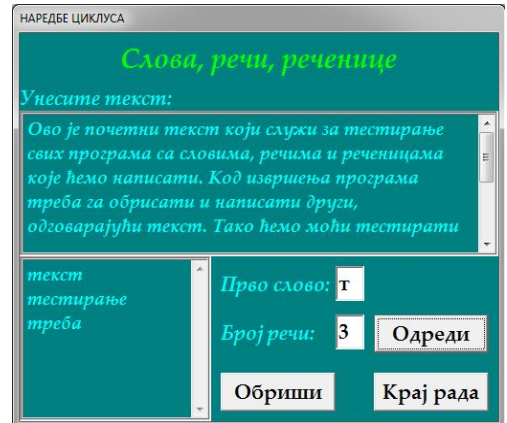 НАРЕДБЕ ЦИКЛУСА
Слова, речи, реченице
Унесите текст:
Ово је почетни текст који служи за тестирање
свих програма са словима, речима и реченицама
које ћемо написати. Код извршења програма
треба га обрисати и написати други,
одговарајући текст. Тако ћемо моћи тестирати
текст
тестирање
треба
Прво слово: т
Број речи: 3 Одреди
Обриши Крај рада